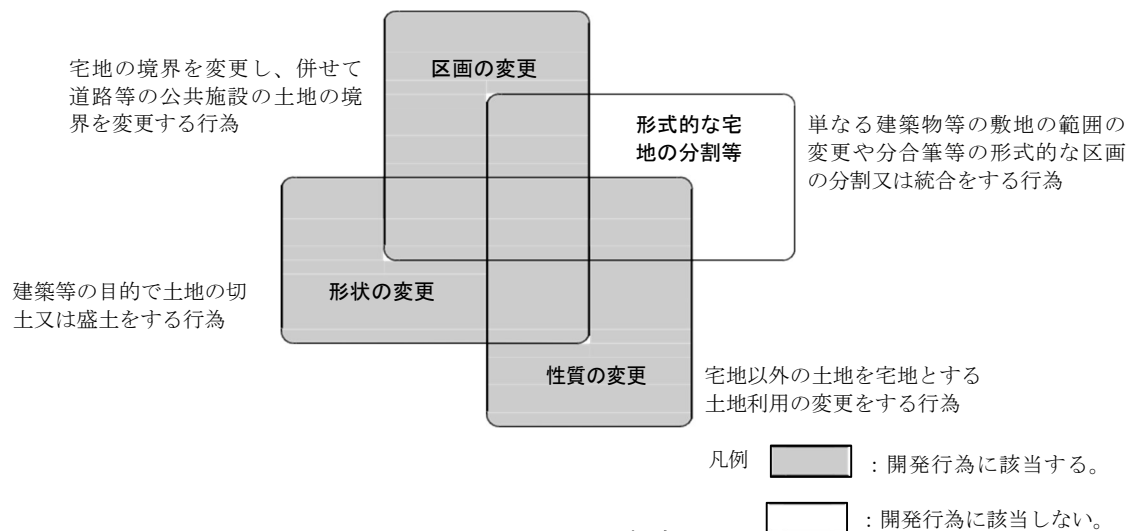 宅地の境界を変更し、併せて
道路等の公共施設の土地の境
界を変更する行為
区画の変更
形式的な宅
地の分割等
単なる建築物等の敷地の範囲の
変更や分合筆等の形式的な区画
の分割又は統合をする行為
建築等の目的で土地の切
土又は盛土をする行為
形状の変更
性質の変更
宅地以外の土地を宅地とする
土地利用の変更をする行為
凡例
：開発行為に該当する。
：開発行為に該当しない。